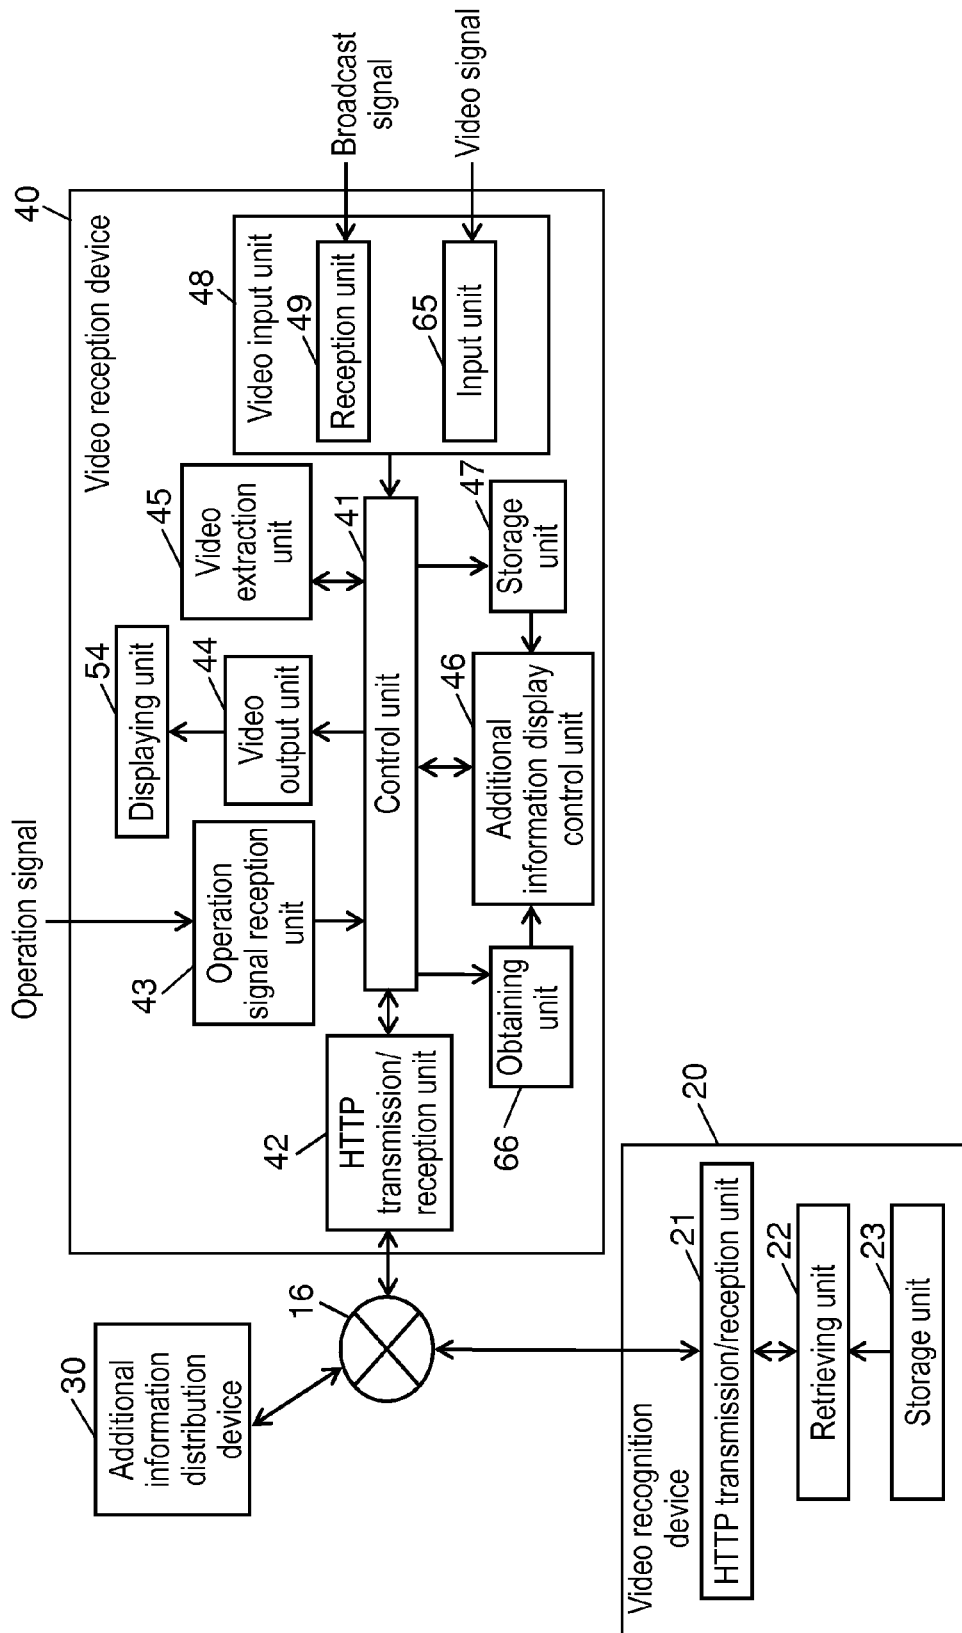 30
Additional
information
distribution
device
16
Operation signal
40
Video reception device
42
HTTP
transmission/
reception unit
43
Operation
signal reception
unit
54
Displaying unit
44
Video
output unit
45
Video
extraction
unit
48
Video input unit
49
Reception unit
65
Input unit
Broadcast
signal
Video signal
41
Control unit
66
Obtaining
unit
46
Additional
information display
control unit
47
Storage
unit
20
Video recognition
device
21
HTTP transmission/reception unit
22
Retrieving unit
23
Storage unit